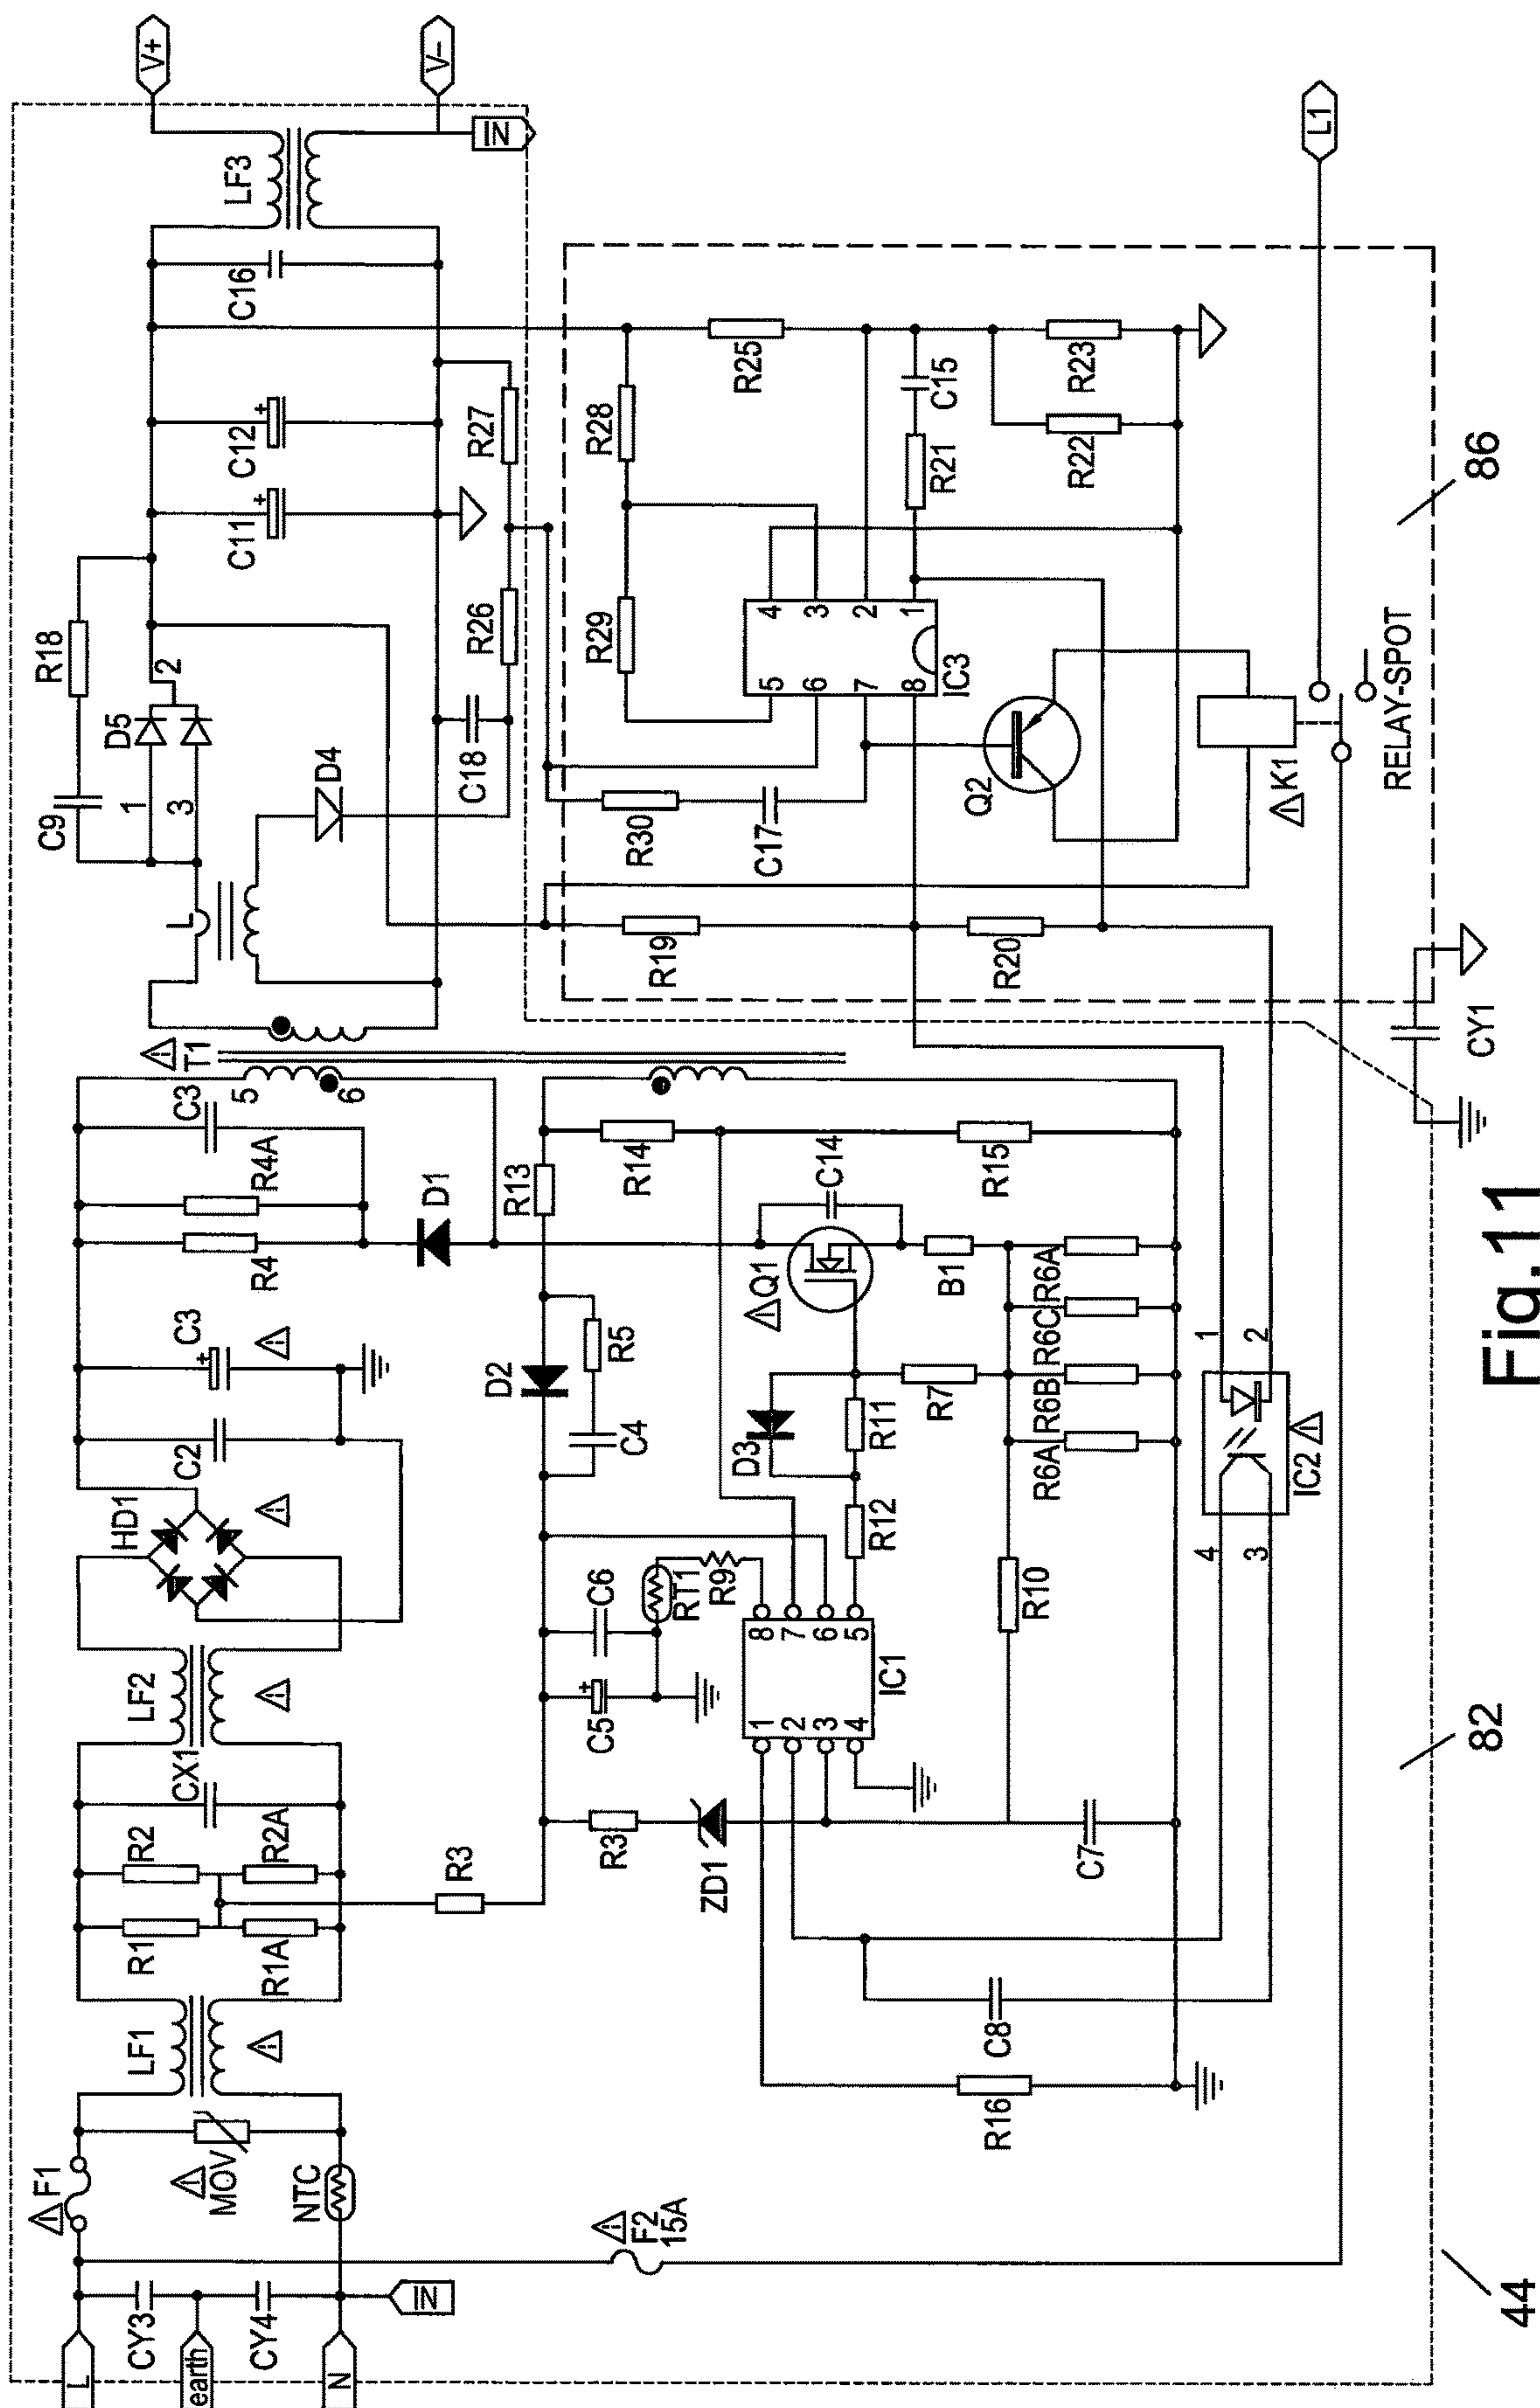 L
earth
N
CY3
CY4
IN
F1
MOV
NTC
F2
15A
LF1
R1
R1A
R2
R2A
CX1
LF2
HD1
C2
C3
R4
R4A
C3
T1
5
6
D1
R3
R3
ZD1
C5
C6
RT1
R9
D2
R5
C4
R13
R14
R15
IC1
1
2
3
4
5
6
7
8
R12
R11
D3
R7
Q1
C14
B1
R6A
R6B
R6C
R6A
R10
C7
C8
R16
IC2
1
2
3
4
L
C9
R18
D5
1
3
2
D4
C18
R26
R27
C11
C12
C16
LF3
V+
V-
IN
R19
R20
R30
C17
R29
R28
R25
IC3
5
6
7
8
4
3
2
1
R21
C15
R22
R23
Q2
K1
RELAY-SPOT
L1
CY1
44
82
86
Fig.11